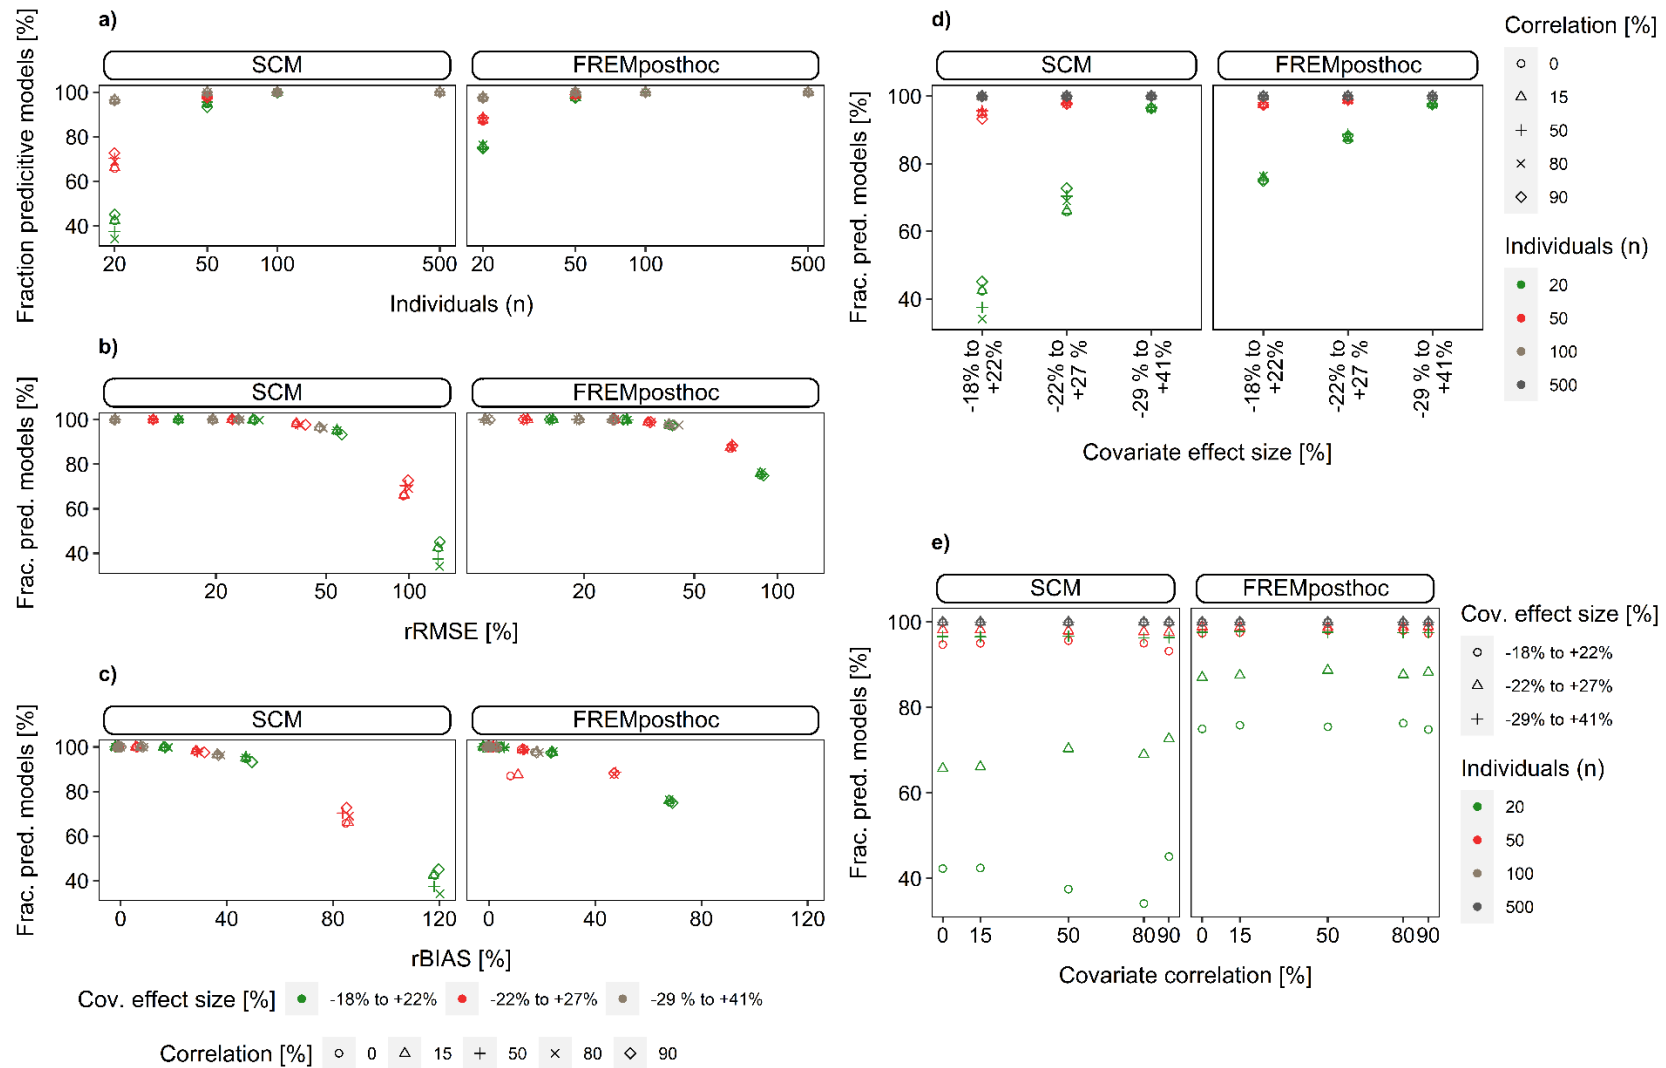 a)
SCM
FREMposthoc
Fraction predicitive models [%]
100
80
60
40
20
50
100
500
20
50
100
500
Individuals (n)
b)
SCM
FREMposthoc
Frac. pred. models [%]
100
80
60
40
20
50
100
20
50
100
rRMSE [%]
c)
SCM
FREMposthoc
Frac. pred. models [%]
100
80
60
40
0
40
80
120
0
40
80
120
rBIAS [%]
Cov. effect size [%]
-18% to +22%
-22% to +27%
-29 % to +41%
Correlation [%]
0
15
50
80
90
d)
SCM
FREMposthoc
Frac. pred. models [%]
100
80
60
40
-18% to
+22%
-22% to
+27 %
-29 % to
+41%
-18% to
+22%
-22% to
+27 %
-29 % to
+41%
Covariate effect size [%]
Correlation [%]
0
15
50
80
90
Individuals (n)
20
50
100
500
e)
SCM
FREMposthoc
Frac. pred. models [%]
100
80
60
40
0
15
50
80
90
0
15
50
80
90
Covariate correlation [%]
Cov. effect size [%]
-18% to +22%
-22% to +27%
-29% to +41%
Individuals (n)
20
50
100
500